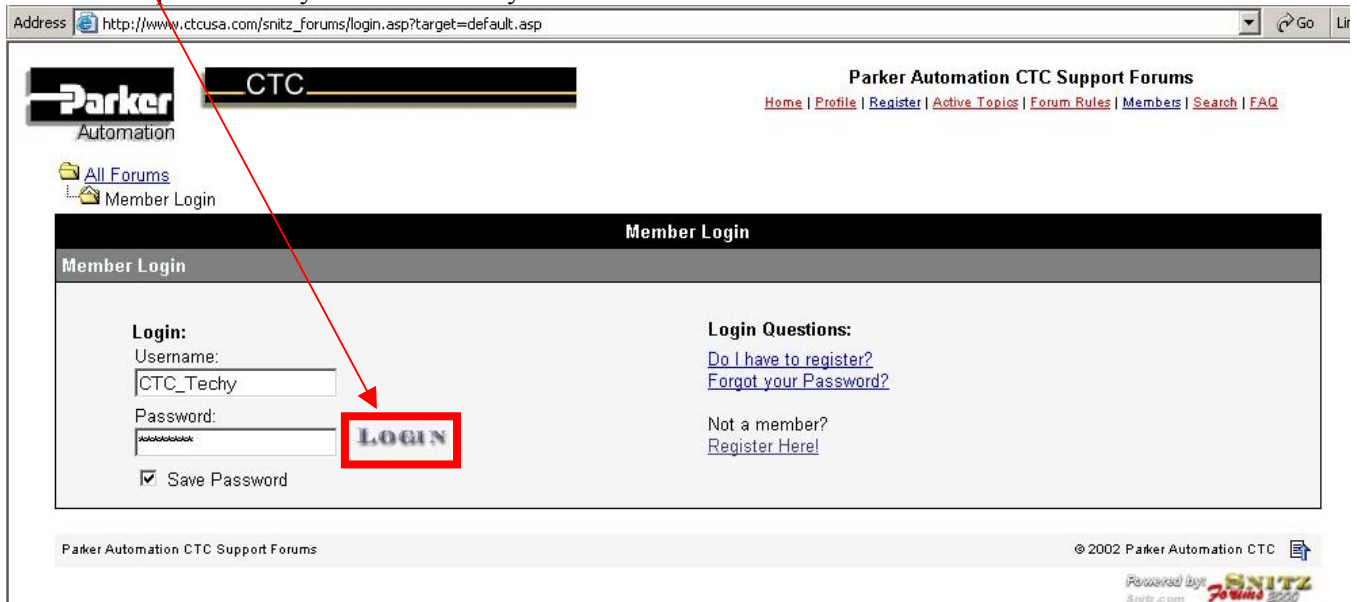 Address http://www.ctcusa.com/snitz_forums/login.asp?target=default.asp Go
Parker
Automation
CTC
Parker Automation CTC Support Forums
Home | Profile | Register | Active Topics | Forum Rules | Members | Search | FAQ
All Forums
Member Login
Member Login
Member Login
Login:
Username:
CTC_Techy
Password:
********
LOGIN
Save Password
Login Questions:
Do I have to register?
Forgot your Password?
Not a member?
Register Here!
Parker Automation CTC Support Forums
© 2002 Parker Automation CTC
Powered by: SNITZ
Snitz.com Forums 2000